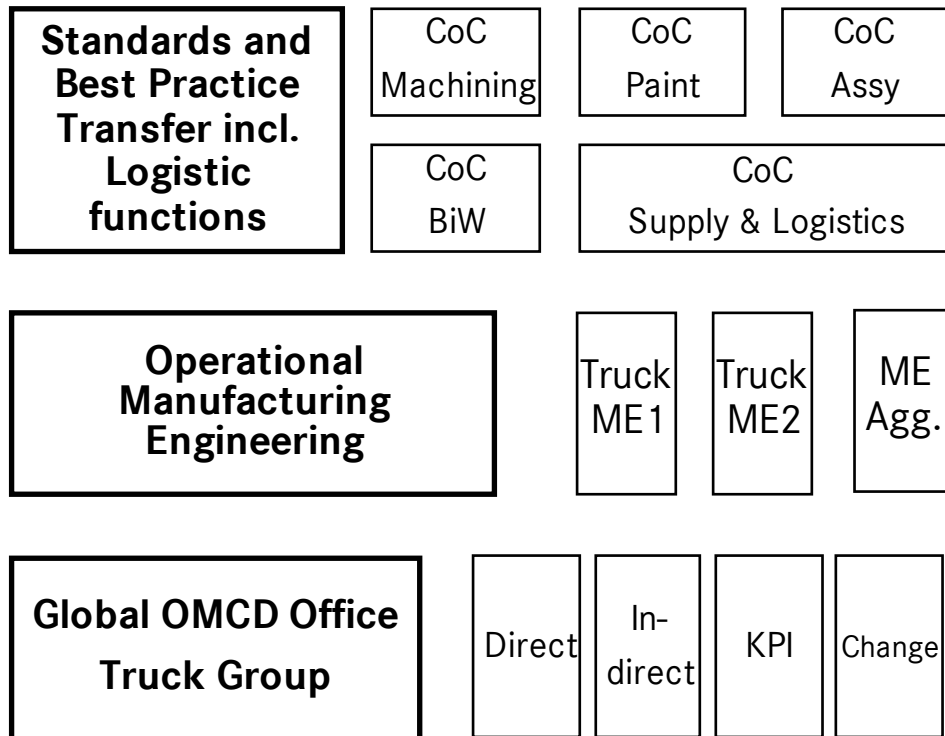 Standards and
Best Practice
Transfer incl.
Logistic
functions
CoC
Machining
CoC
Paint
CoC
Assy
CoC
BiW
CoC
Supply & Logistics
Operational
Manufacturing
Engineering
Truck
ME1
Truck
ME2
ME
Agg.
Global OMCD Office
Truck Group
Direct
In-
direct
KPI
Change